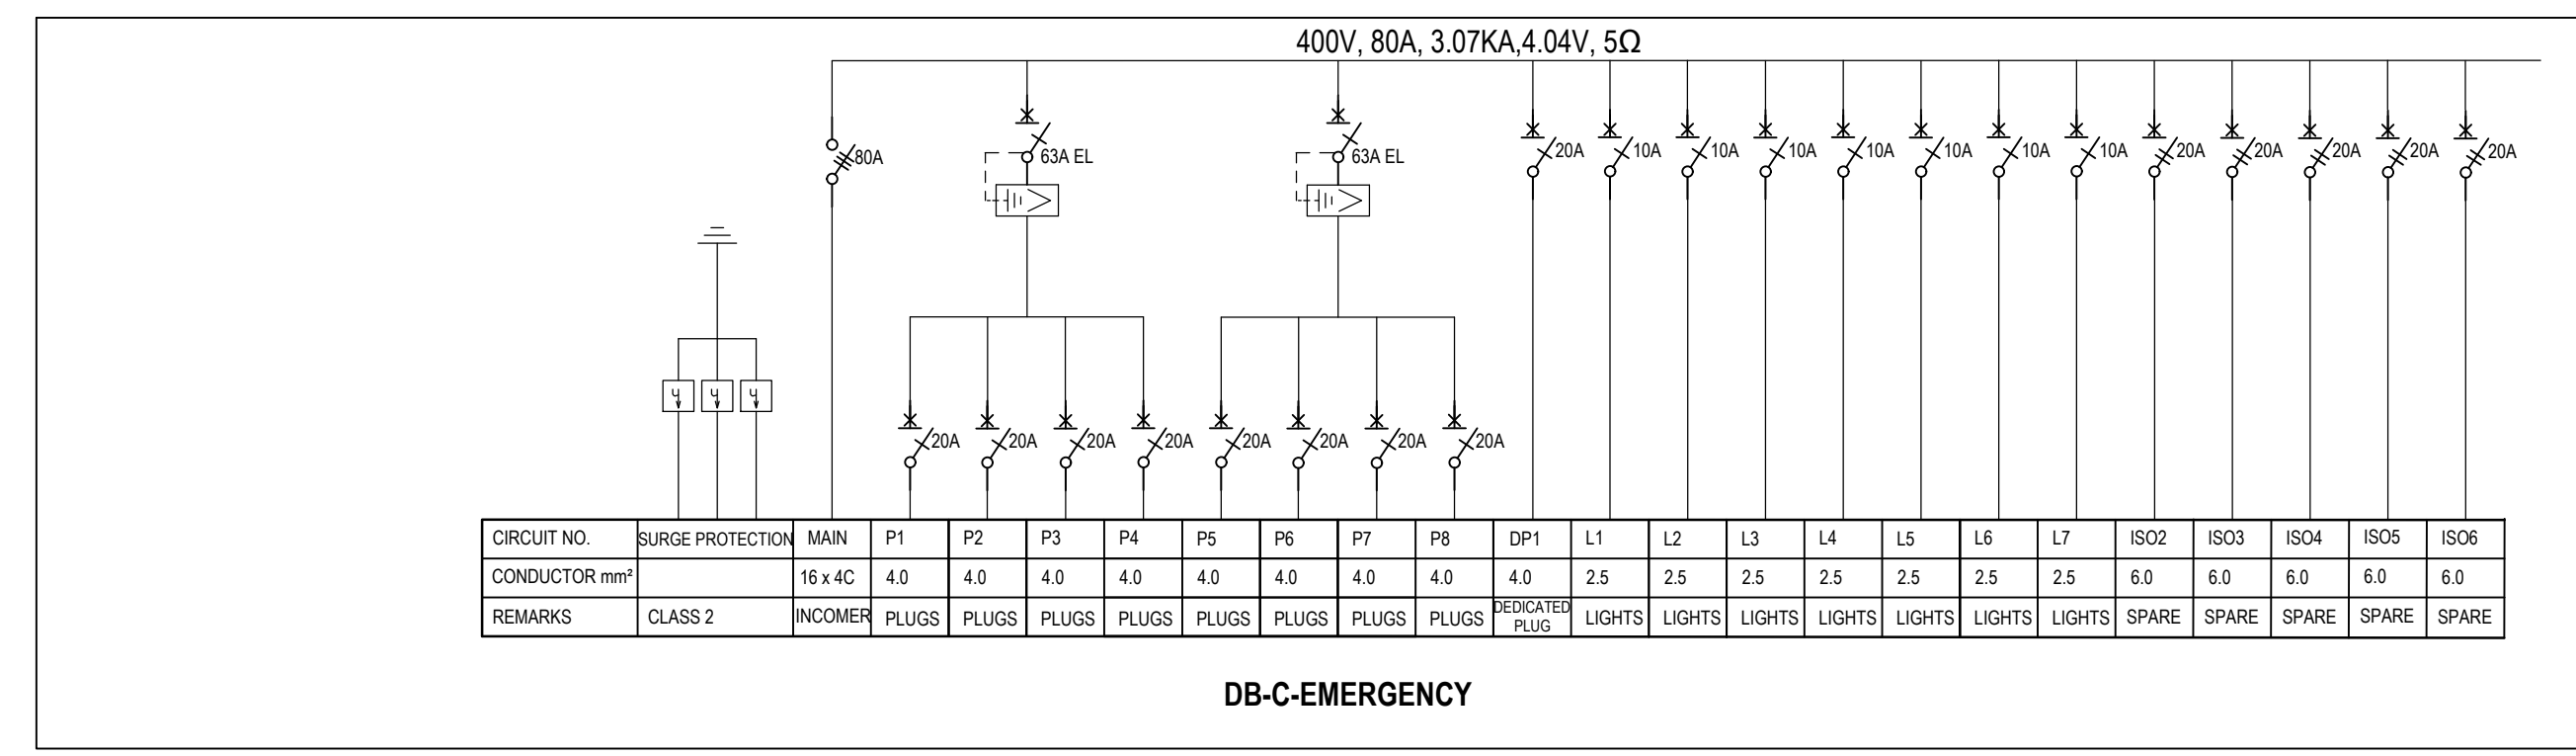 400V, 80A, 3.07KA,4.04V, 5Ω
80A
63A EL
63A EL
20A 10A 10A 10A 10A 10A 10A 10A 20A 20A 20A 20A 20A
20A 20A 20A 20A 20A 20A 20A 20A
CIRCUIT NO. SURGE PROTECTION MAIN P1 P2 P3 P4 P5 P6 P7 P8 DP1 L1 L2 L3 L4 L5 L6 L7 ISO2 ISO3 ISO4 ISO5 ISO6
CONDUCTOR mm² 16 x 4C 4.0 4.0 4.0 4.0 4.0 4.0 4.0 4.0 4.0 2.5 2.5 2.5 2.5 2.5 2.5 2.5 6.0 6.0 6.0 6.0 6.0
REMARKS CLASS 2 INCOMER PLUGS PLUGS PLUGS PLUGS PLUGS PLUGS PLUGS PLUGS DEDICATED PLUG LIGHTS LIGHTS LIGHTS LIGHTS LIGHTS LIGHTS LIGHTS SPARE SPARE SPARE SPARE SPARE
DB-C-EMERGENCY